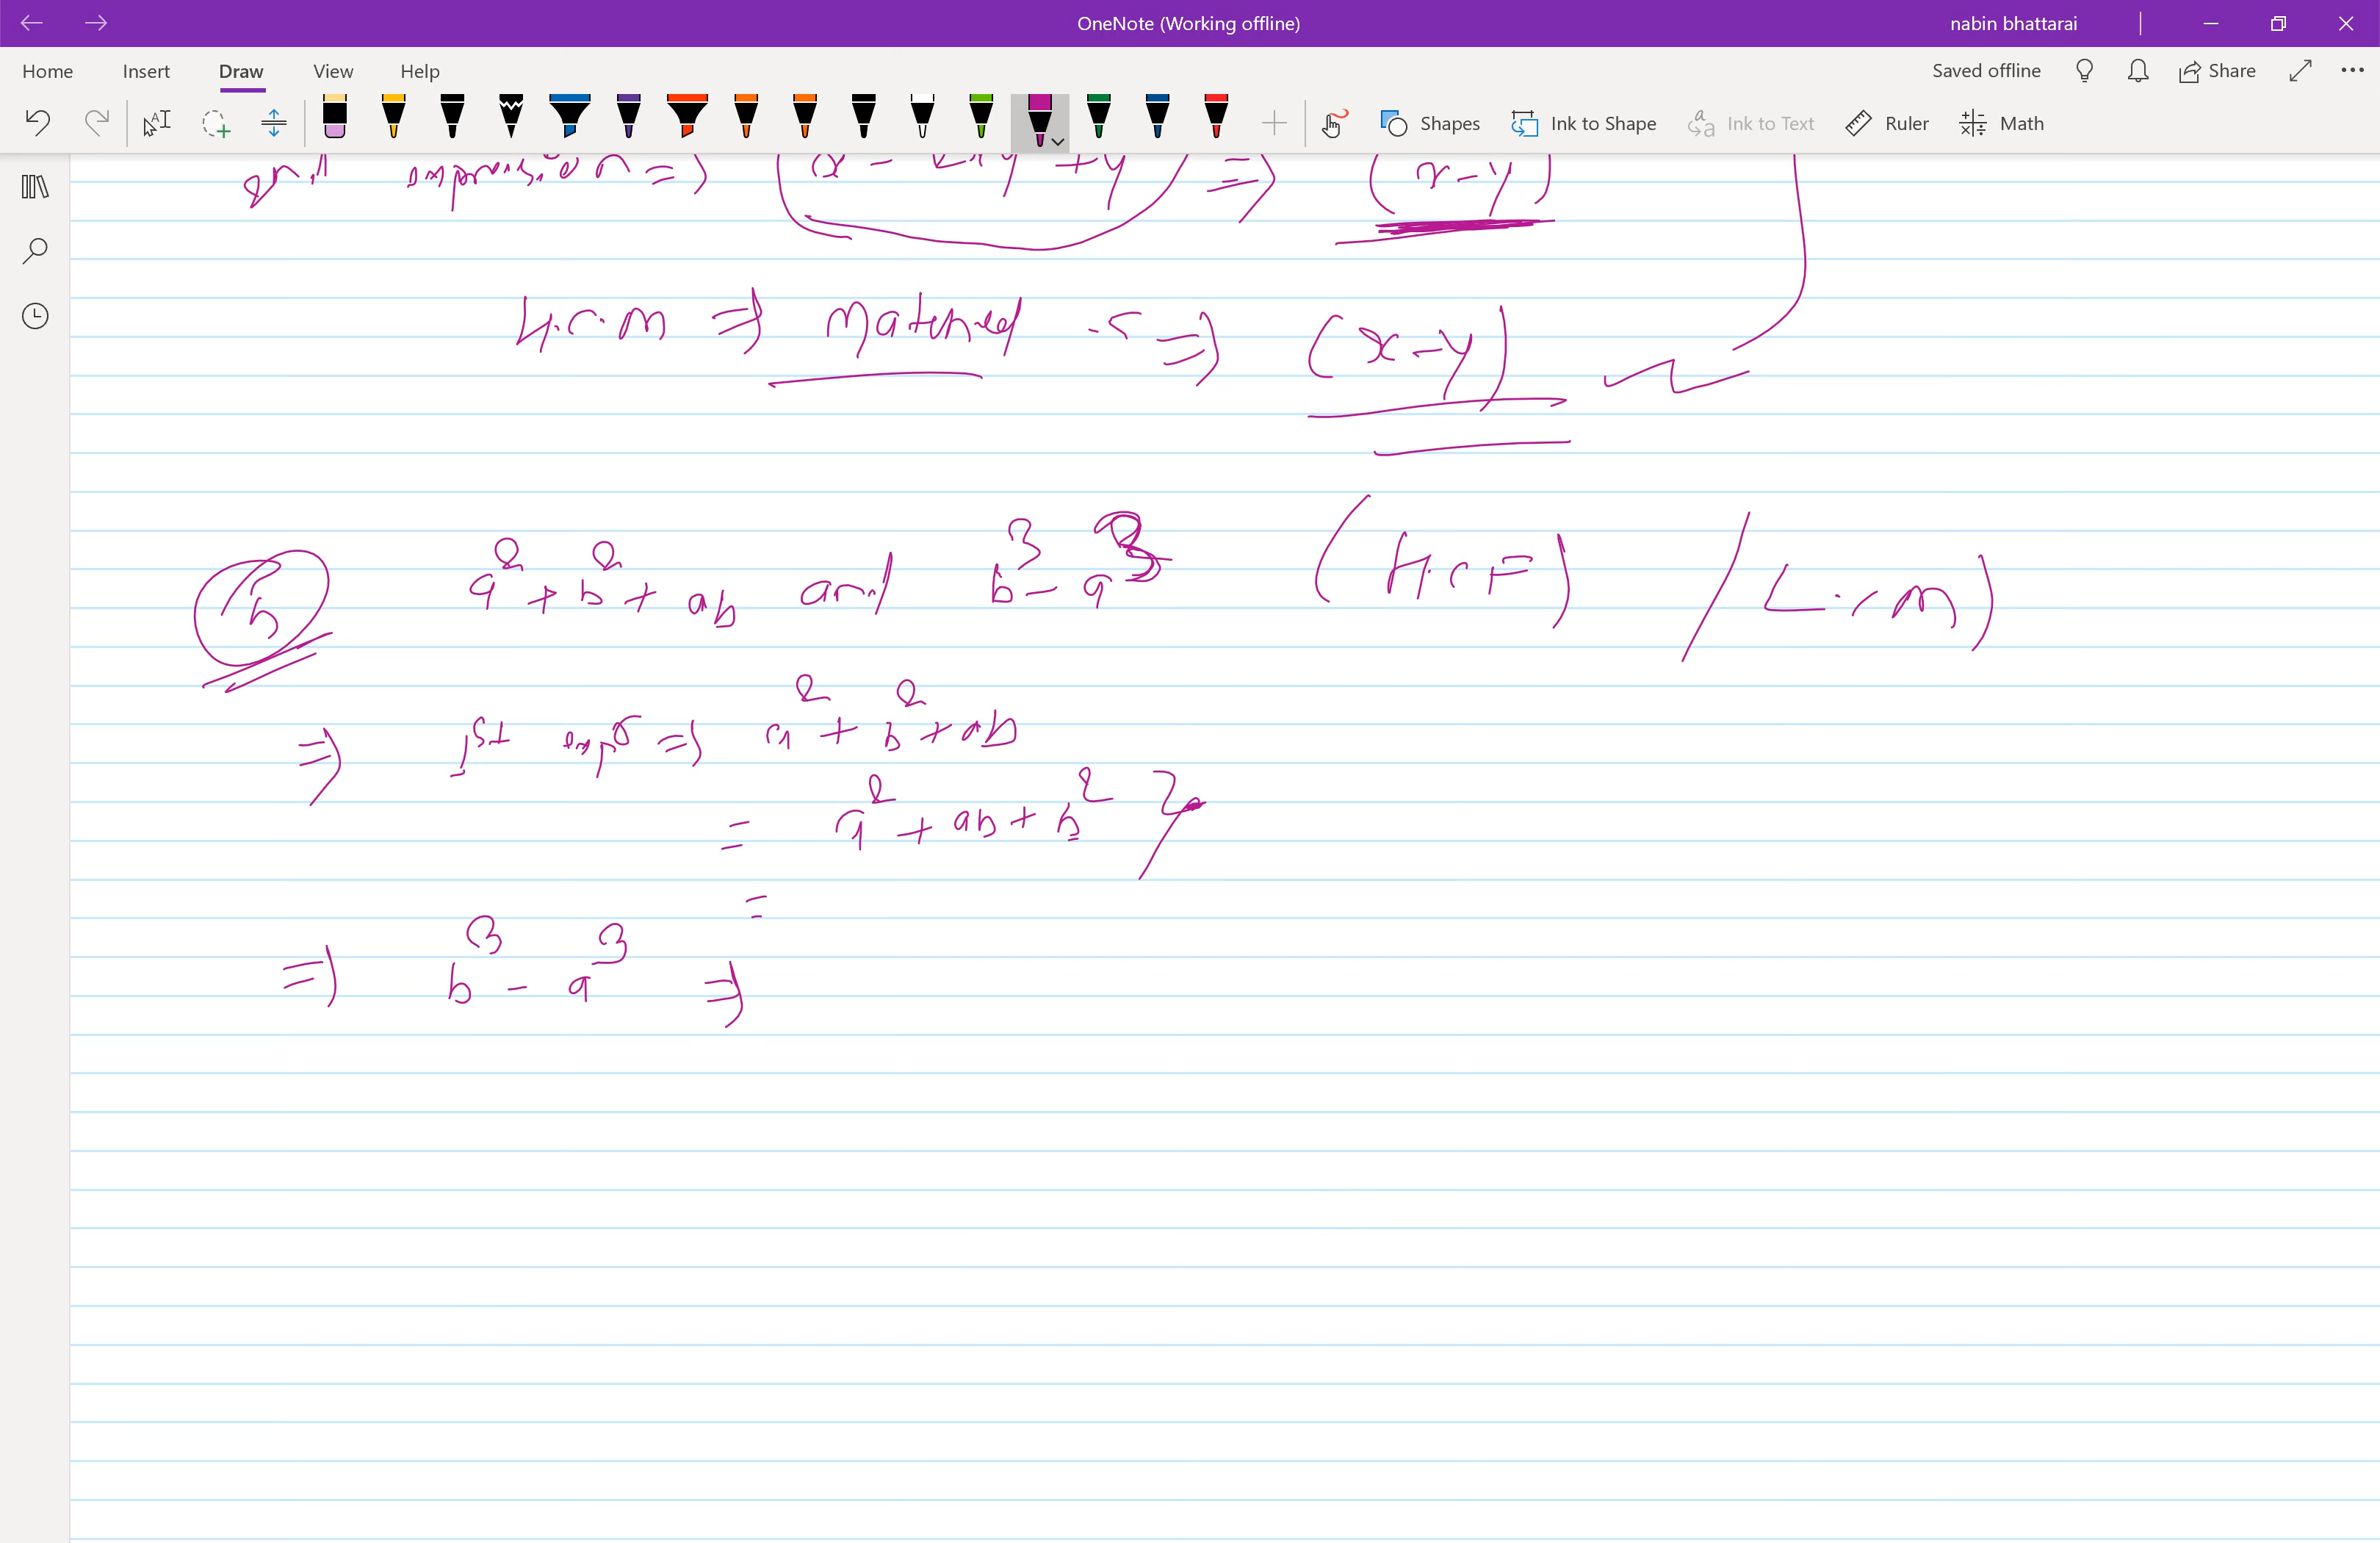 OneNote (Working offline) nabin bhattarai
Home Insert Draw View Help Saved offline Share
Shapes Ink to Shape Ink to Text Ruler Math
expression => => (x-y)
H.C.M => Matched => (x-y)
h a² + b² + ab and b³ - a³ (H.C.F) / L.C.M)
=> 1st expr => a² + b² + ab
= a² + ab + b²
=
=> b³ - a³ =>